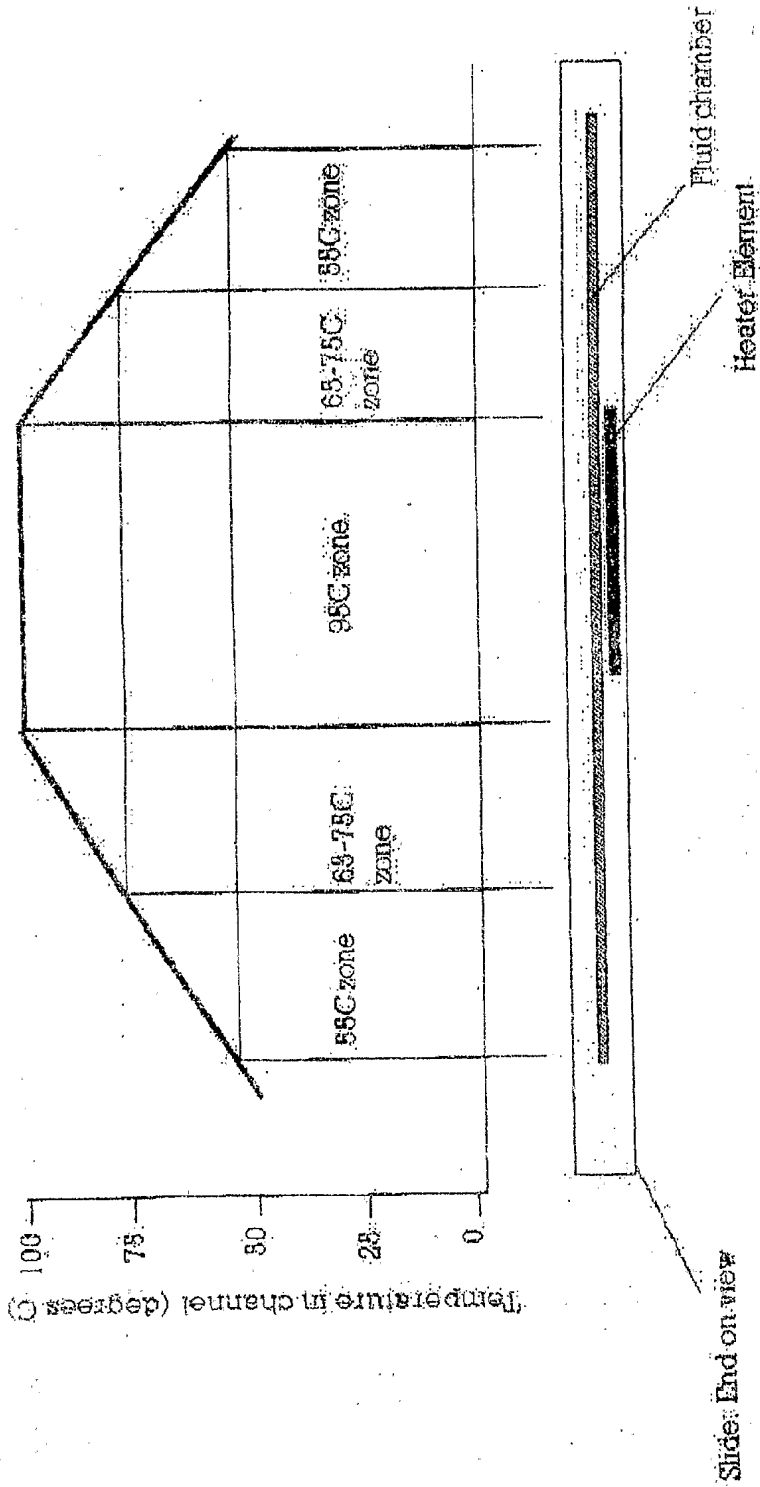 Temperature in channel (degrees C)
100
75
50
25
0
55C zone
65-75C
zone
95C zone
65-75C
zone
55C zone
Slide: End on view
Heater Element
Fluid chamber